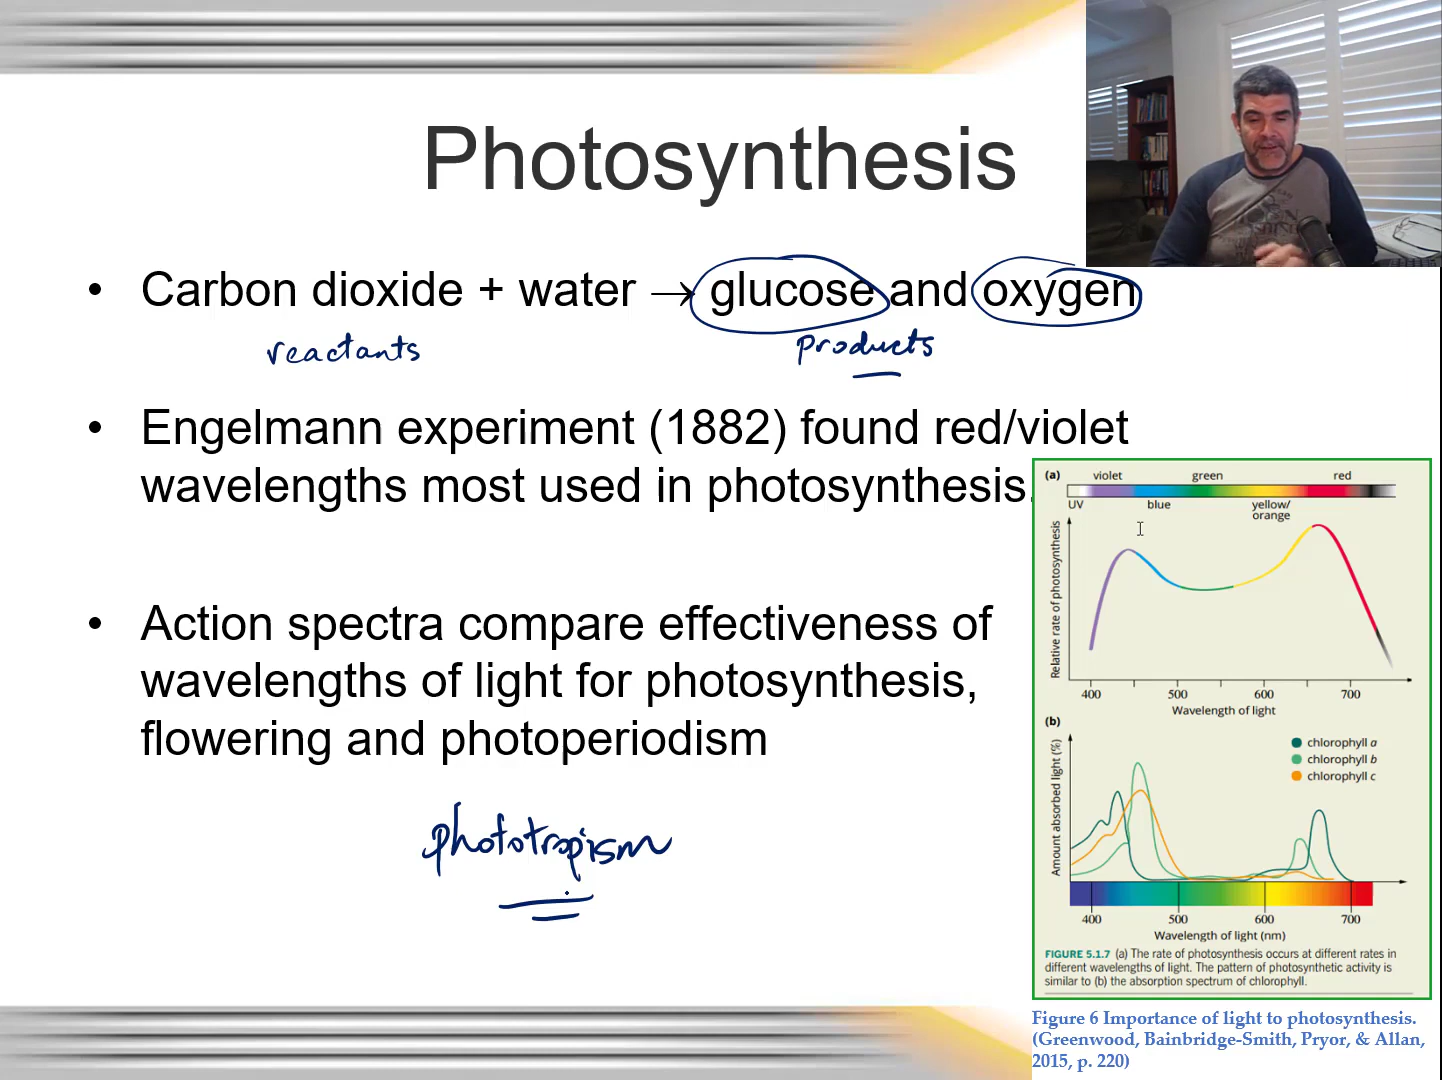 Photosynthesis
• Carbon dioxide + water → glucose and oxygen
reactants
products
• Engelmann experiment (1882) found red/violet
wavelengths most used in photosynthesis.
• Action spectra compare effectiveness of
wavelengths of light for photosynthesis,
flowering and photoperiodism
phototropism
(a)
violet green red
UV blue yellow/
orange
Relative rate of photosynthesis
400 500 600 700
Wavelength of light
(b)
chlorophyll a
chlorophyll b
chlorophyll c
Amount absorbed light (%)
400 500 600 700
Wavelength of light (nm)
FIGURE 5.1.7 (a) The rate of photosynthesis occurs at different rates in
different wavelengths of light. The pattern of photosynthetic activity is
similar to (b) the absorption spectrum of chlorophyll.
Figure 6 Importance of light to photosynthesis.
(Greenwood, Bainbridge-Smith, Pryor, & Allan,
2015, p. 220)